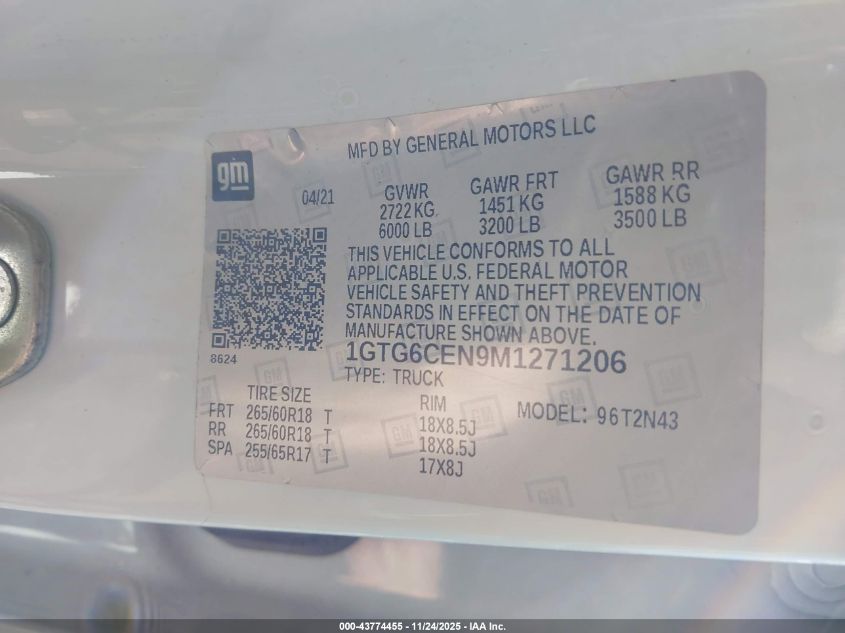 MFD BY GENERAL MOTORS LLC
gm
04/21
GVWR GAWR FRT GAWR RR
2722 KG 1451 KG 1588 KG
6000 LB 3200 LB 3500 LB
THIS VEHICLE CONFORMS TO ALL
APPLICABLE U.S. FEDERAL MOTOR
VEHICLE SAFETY AND THEFT PREVENTION
STANDARDS IN EFFECT ON THE DATE OF
MANUFACTURE SHOWN ABOVE.
8624
1GTG6CEN9M1271206
TYPE: TRUCK
TIRE SIZE RIM MODEL: 96T2N43
FRT 265/60R18 T 18X8.5J
RR 265/60R18 T 18X8.5J
SPA 255/65R17 T 17X8J
000-43774455 - 11/24/2025 - IAA Inc.